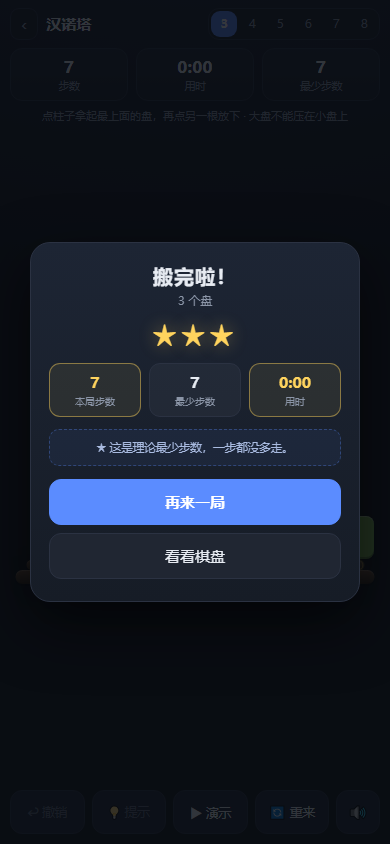 ‹ 汉诺塔 3 4 5 6 7 8
7 0:00 7
步数 用时 最少步数
点柱子拿起最上面的盘，再点另一根放下 · 大盘不能压在小盘上
搬完啦！
3 个盘
★★★
7 7 0:00
本局步数 最少步数 用时
★ 这是理论最少步数，一步都没多走。
再来一局
看看棋盘
↩ 撤销 💡 提示 ▶ 演示 🔄 重来 🔊